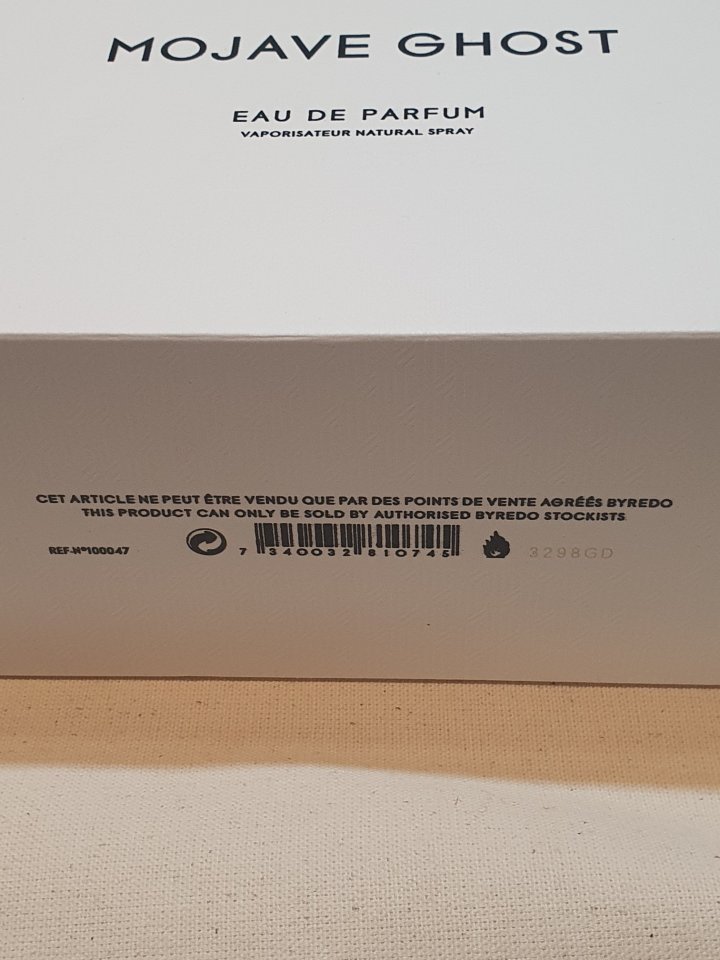 MOJAVE GHOST
EAU DE PARFUM
VAPORISATEUR NATURAL SPRAY
CET ARTICLE NE PEUT ÊTRE VENDU QUE PAR DES POINTS DE VENTE AGRÉÉS BYREDO
THIS PRODUCT CAN ONLY BE SOLD BY AUTHORISED BYREDO STOCKISTS
REF-Nº100047 7 340032 810745 3298GD